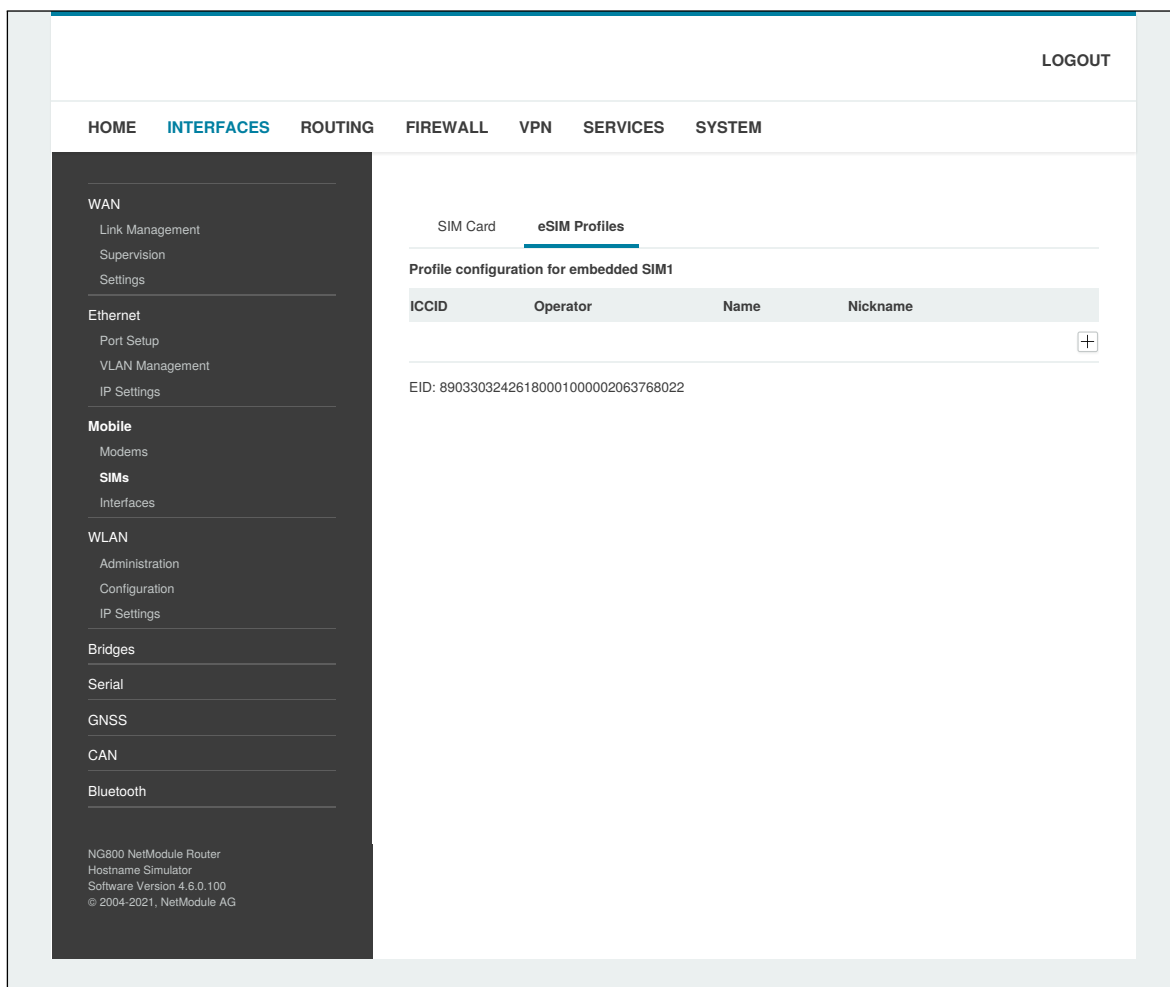 LOGOUT
HOME INTERFACES ROUTING FIREWALL VPN SERVICES SYSTEM
WAN
Link Management
Supervision
Settings
Ethernet
Port Setup
VLAN Management
IP Settings
Mobile
Modems
SIMs
Interfaces
WLAN
Administration
Configuration
IP Settings
Bridges
Serial
GNSS
CAN
Bluetooth
NG800 NetModule Router
Hostname Simulator
Software Version 4.6.0.100
© 2004-2021, NetModule AG
SIM Card eSIM Profiles
Profile configuration for embedded SIM1
ICCID Operator Name Nickname
EID: 89033032426180001000002063768022